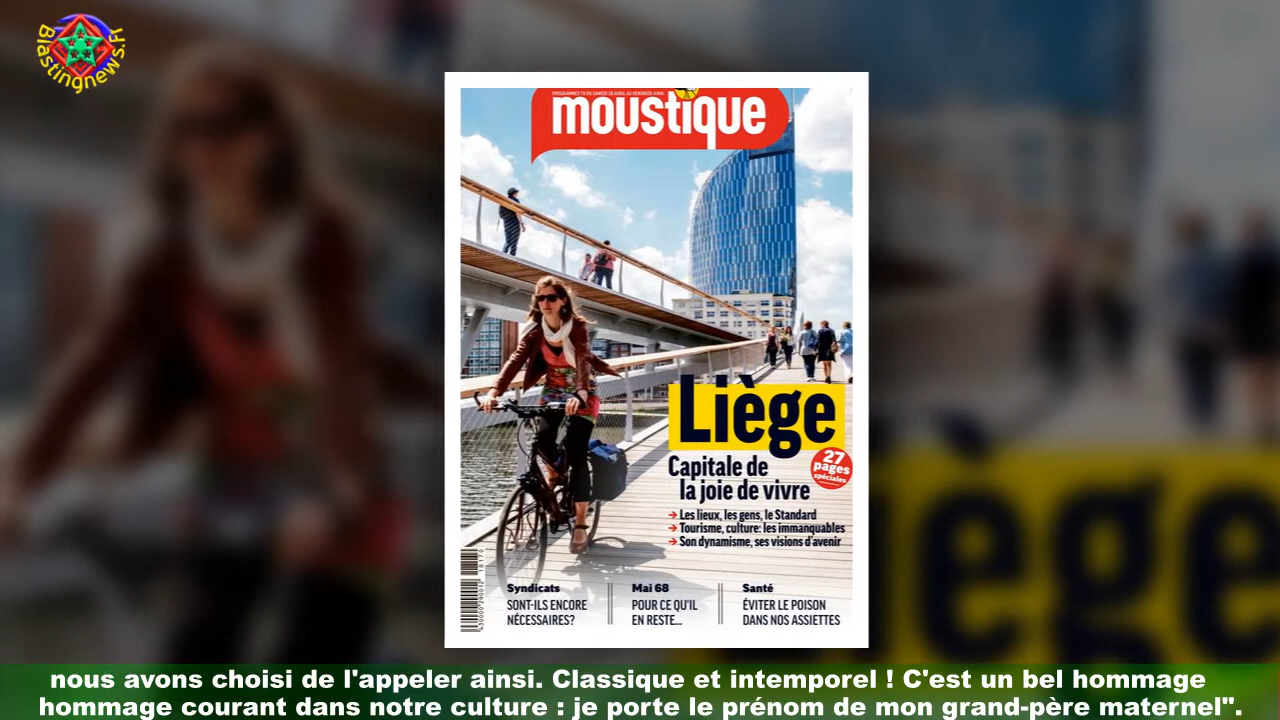 Blastingnews.Fr
PROGRAMMES TV DU SAMEDI 28 AVRIL AU VENDREDI 4 MAI
moustique
Liège
27
pages
spéciales
Capitale de
la joie de vivre
→ Les lieux, les gens, le Standard
→ Tourisme, culture: les immanquables
→ Son dynamisme, ses visions d'avenir
Syndicats
SONT-ILS ENCORE
NÉCESSAIRES?
Mai 68
POUR CE QU'IL
EN RESTE...
Santé
ÉVITER LE POISON
DANS NOS ASSIETTES
nous avons choisi de l'appeler ainsi. Classique et intemporel ! C'est un bel hommage
hommage courant dans notre culture : je porte le prénom de mon grand-père maternel".